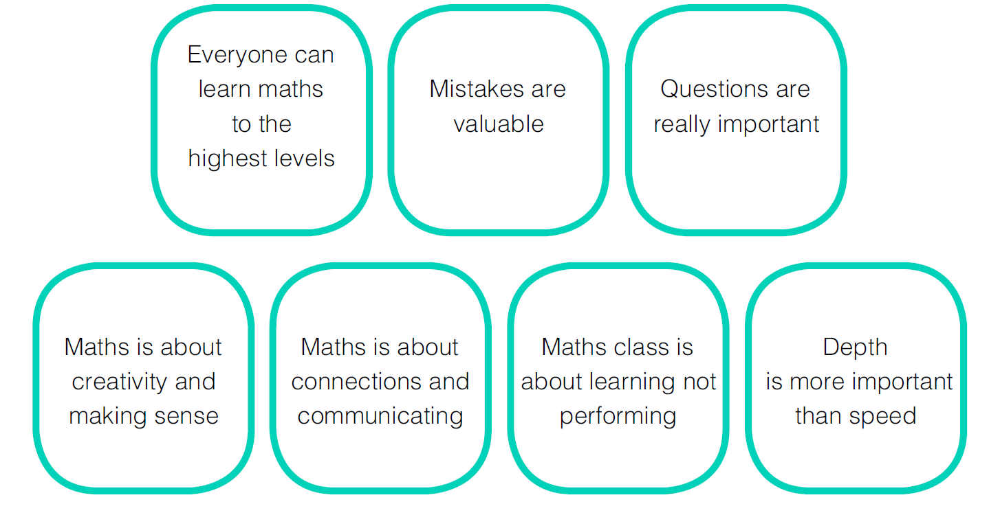 Everyone can
learn maths
to the
highest levels
Mistakes are
valuable
Questions are
really important
Maths is about
creativity and
making sense
Maths is about
connections and
communicating
Maths class is
about learning not
performing
Depth
is more important
than speed